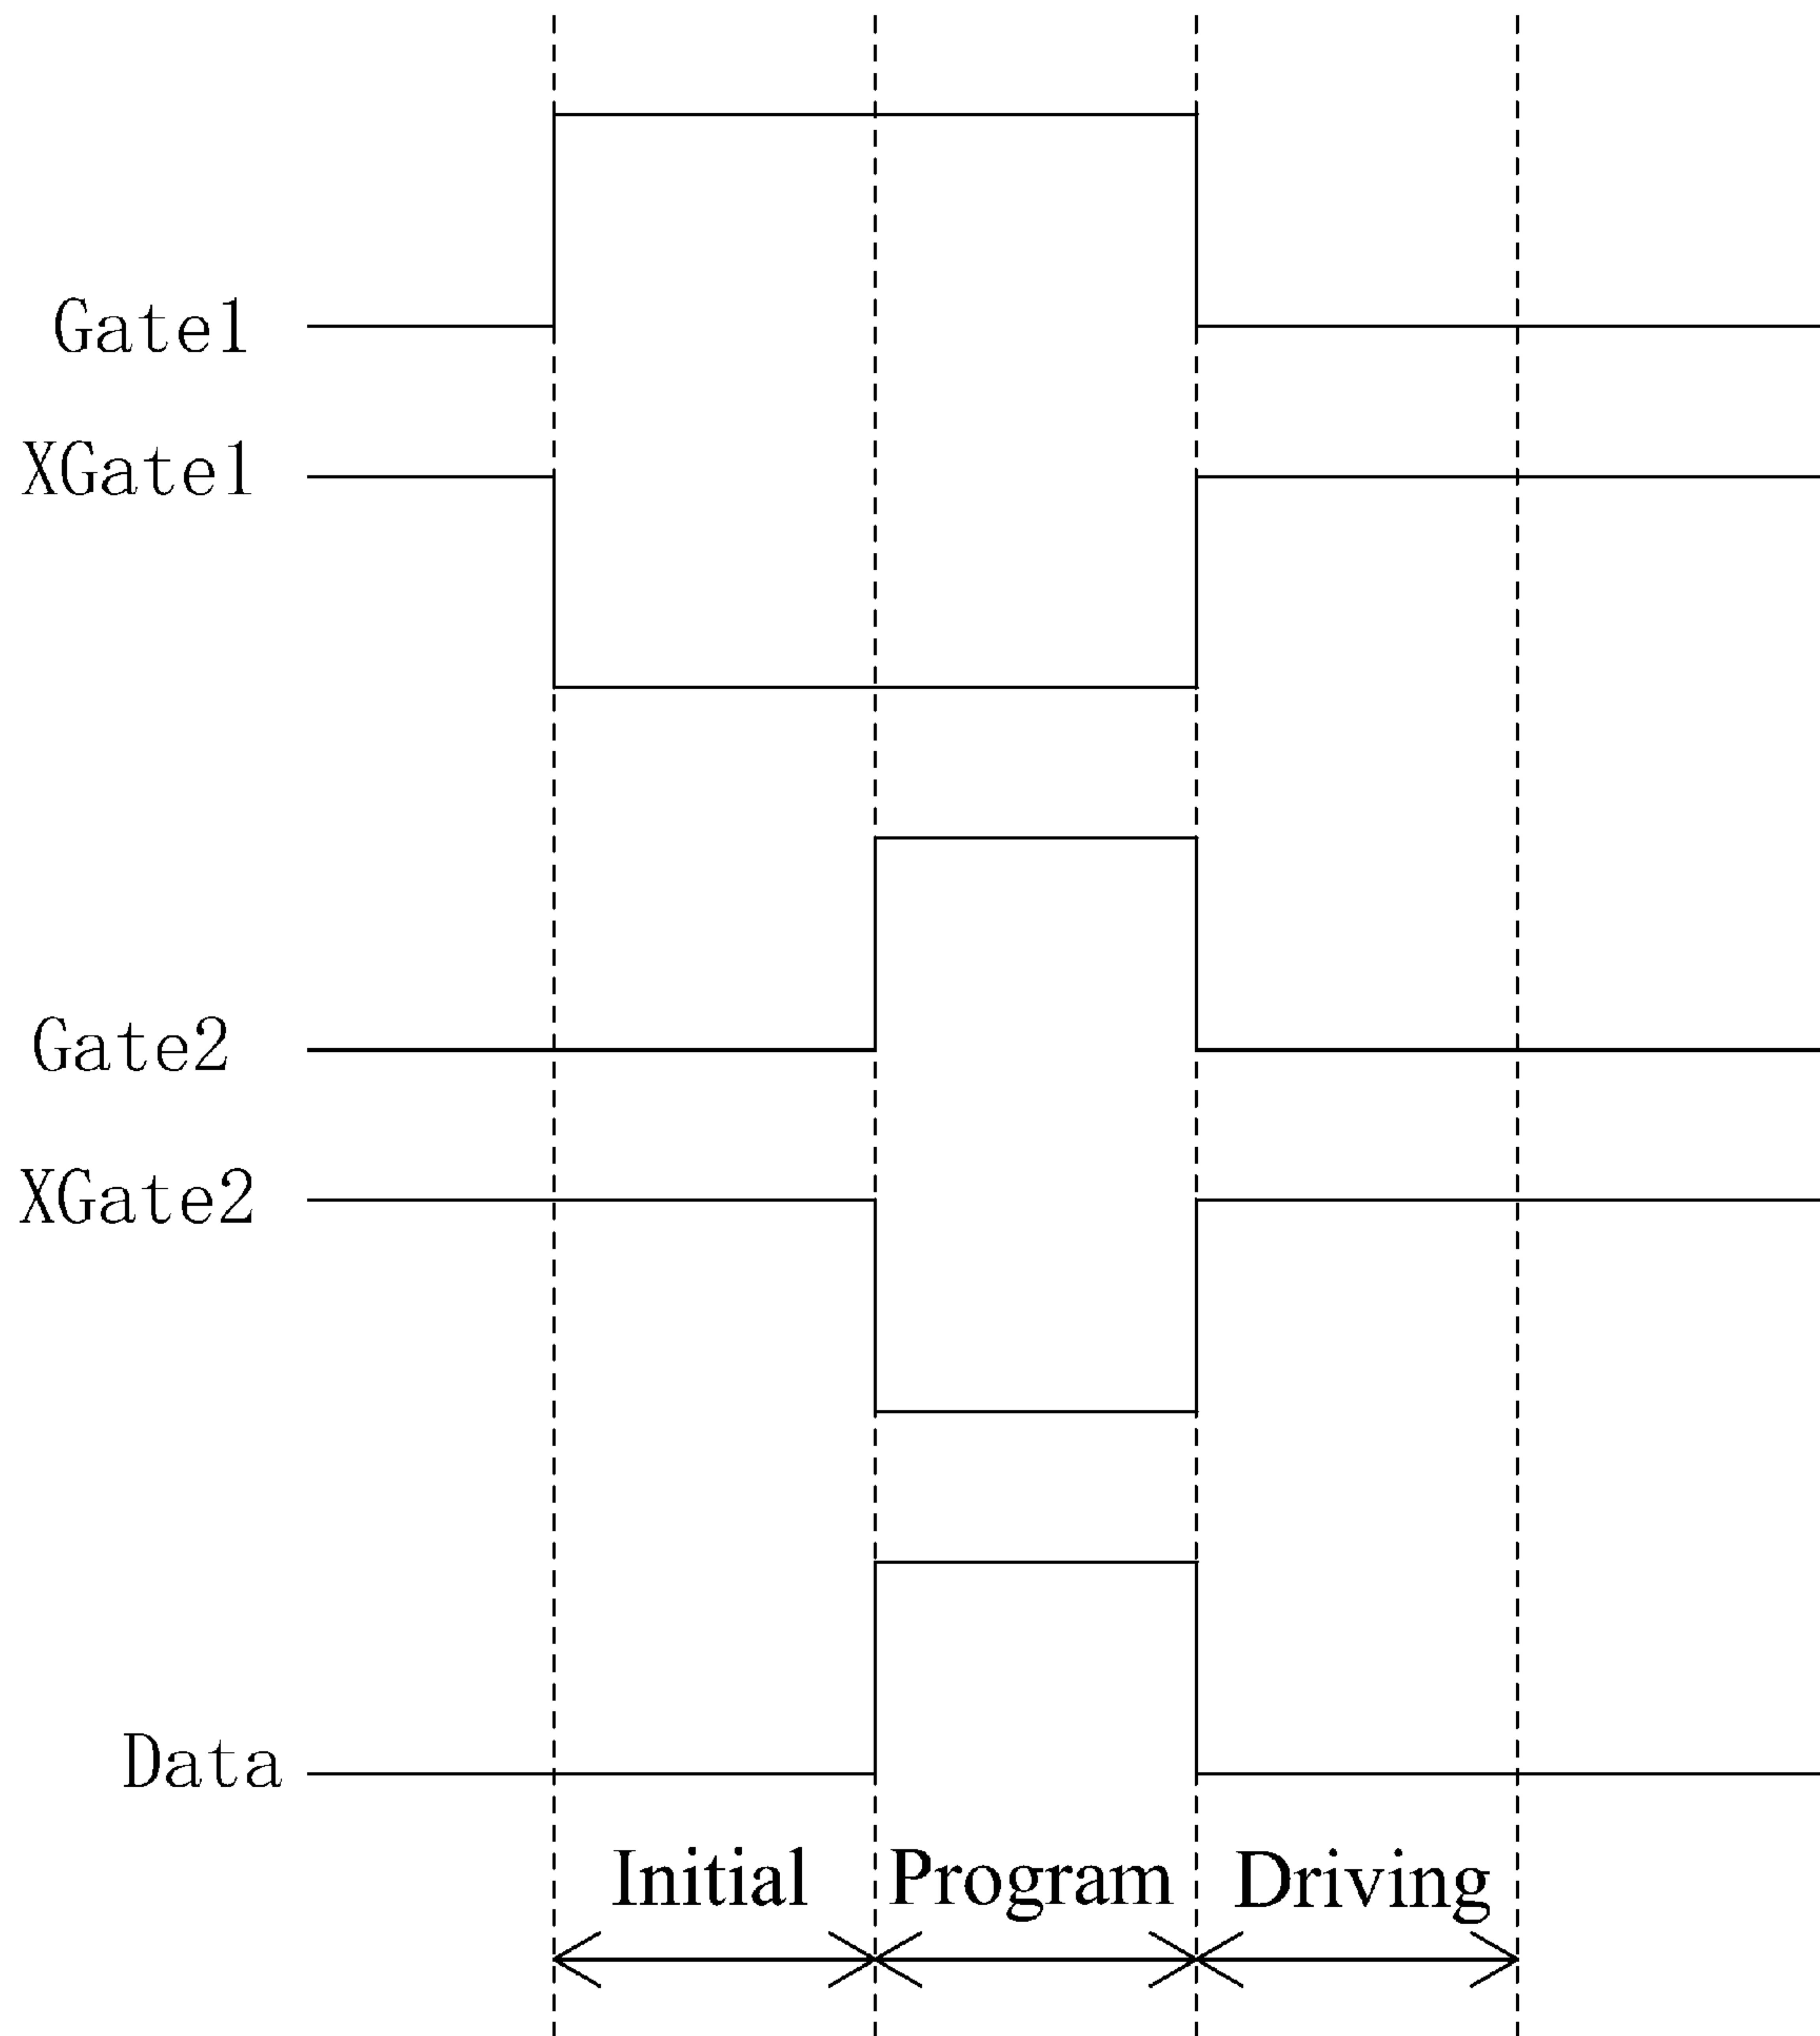 Gate1
XGate1
Gate2
XGate2
Data
Initial Program Driving